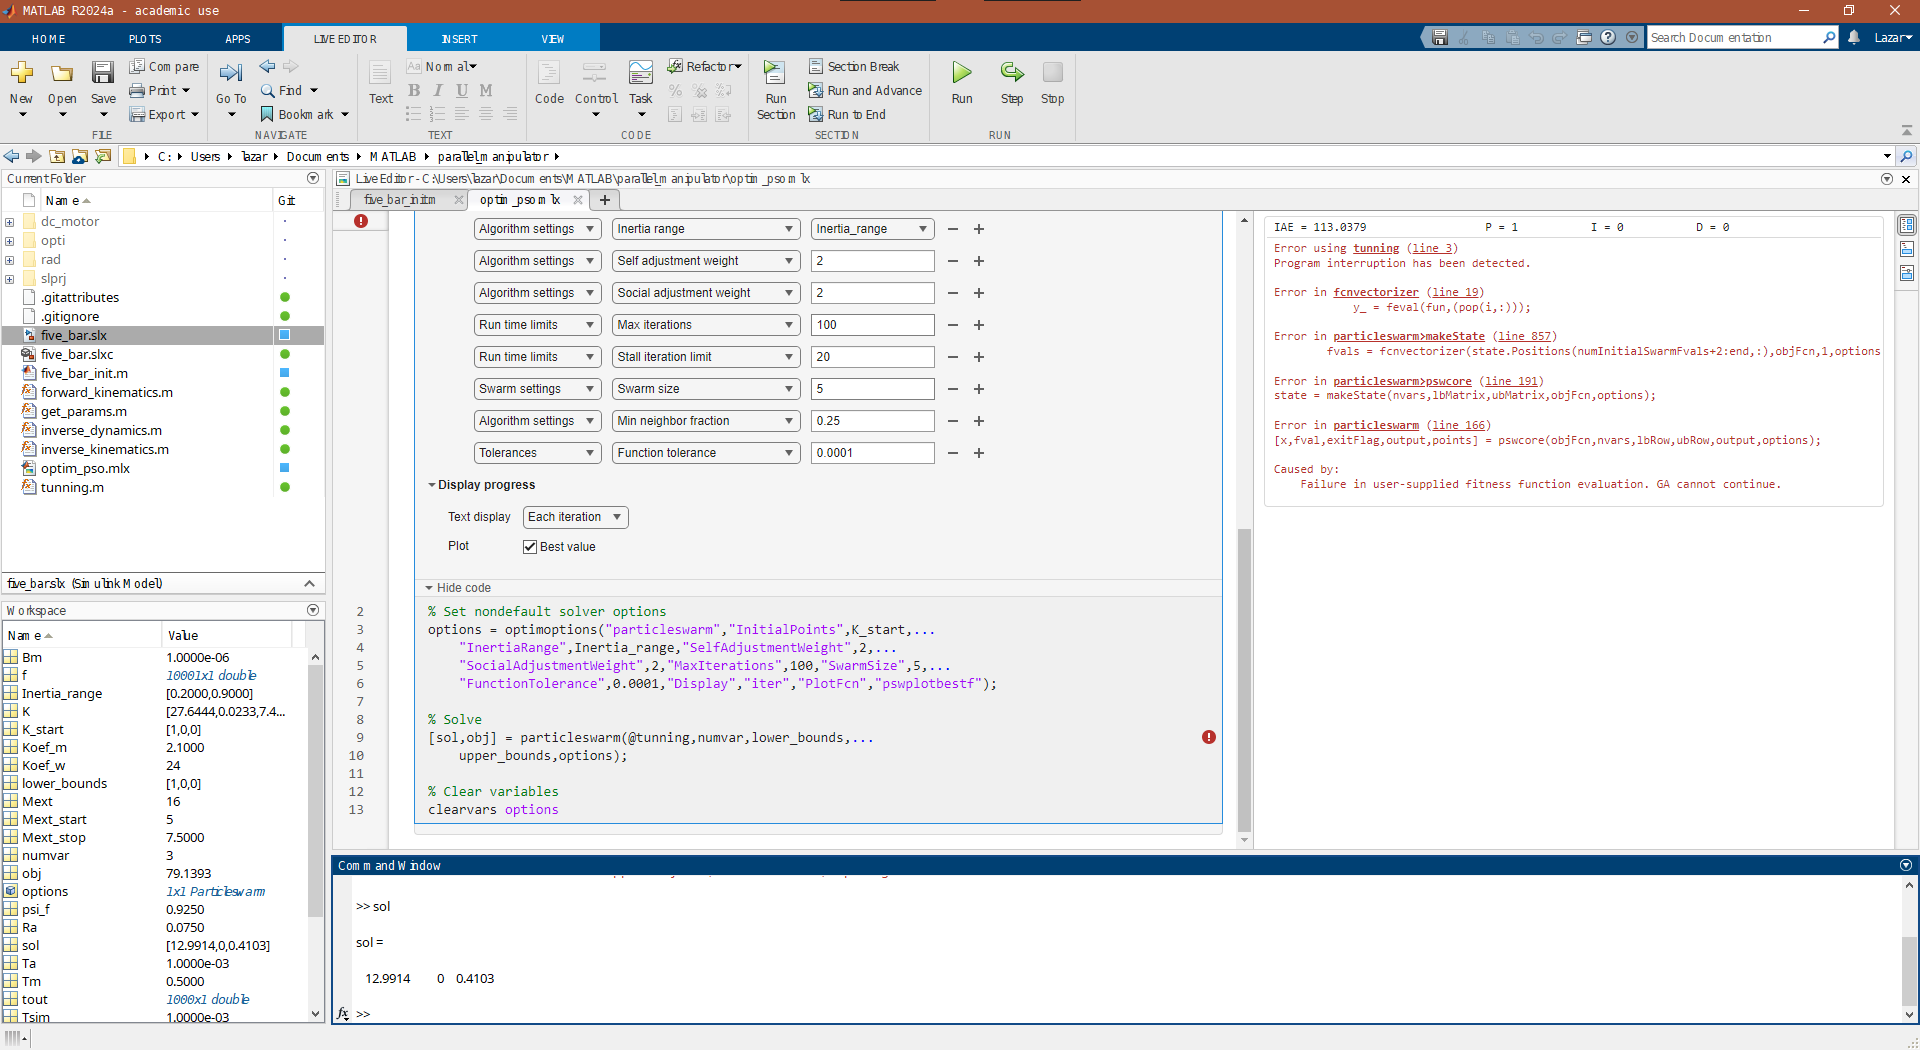 MATLAB R2024a - academic use
HOME
PLOTS
APPS
LIVE EDITOR
INSERT
VIEW
Search Documentation
Lazar
New
Open
Save
Compare
Print
Export
FILE
Go To
Find
Bookmark
NAVIGATE
Text
Normal
B I U M
TEXT
Code
Control
Task
Refactor
CODE
Run Section
Section Break
Run and Advance
Run to End
SECTION
Run
Step
Stop
RUN
C: Users lazar Documents MATLAB parallel_manipulator
Current Folder
Name
Git
dc_motor
opti
rad
slprj
.gitattributes
.gitignore
five_bar.slx
five_bar.slxc
five_bar_init.m
forward_kinematics.m
get_params.m
inverse_dynamics.m
inverse_kinematics.m
optim_pso.mlx
tunning.m
five_bar.slx (Simulink Model)
Workspace
Name Value
Bm 1.0000e-06
f 10001x1 double
Inertia_range [0.2000,0.9000]
K [27.6444,0.0233,7.4...
K_start [1,0,0]
Koef_m 2.1000
Koef_w 24
lower_bounds [1,0,0]
Mext 16
Mext_start 5
Mext_stop 7.5000
numvar 3
obj 79.1393
options 1x1 Particleswarm
psi_f 0.9250
Ra 0.0750
sol [12.9914,0,0.4103]
Ta 1.0000e-03
Tm 0.5000
tout 1000x1 double
Tsim 1.0000e-03
Live Editor - C:\Users\lazar\Documents\MATLAB\parallel_manipulator\optim_pso.mlx
five_bar_init.m
optim_pso.mlx
Algorithm settings Inertia range Inertia_range
Algorithm settings Self adjustment weight 2
Algorithm settings Social adjustment weight 2
Run time limits Max iterations 100
Run time limits Stall iteration limit 20
Swarm settings Swarm size 5
Algorithm settings Min neighbor fraction 0.25
Tolerances Function tolerance 0.0001
Display progress
Text display Each iteration
Plot Best value
Hide code
2 % Set nondefault solver options
3 options = optimoptions("particleswarm","InitialPoints",K_start,...
4 "InertiaRange",Inertia_range,"SelfAdjustmentWeight",2,...
5 "SocialAdjustmentWeight",2,"MaxIterations",100,"SwarmSize",5,...
6 "FunctionTolerance",0.0001,"Display","iter","PlotFcn","pswplotbestf");
7
8 % Solve
9 [sol,obj] = particleswarm(@tunning,numvar,lower_bounds,...
10 upper_bounds,options);
11
12 % Clear variables
13 clearvars options
IAE = 113.0379 P = 1 I = 0 D = 0
Error using tunning (line 3)
Program interruption has been detected.
Error in fcnvectorizer (line 19)
y_ = feval(fun,(pop(i,:)));
Error in particleswarm>makeState (line 857)
fvals = fcnvectorizer(state.Positions(numInitialSwarmFvals+2:end,:),objFcn,1,options
Error in particleswarm>pswcore (line 191)
state = makeState(nvars,lbMatrix,ubMatrix,objFcn,options);
Error in particleswarm (line 166)
[x,fval,exitFlag,output,points] = pswcore(objFcn,nvars,lbRow,ubRow,output,options);
Caused by:
Failure in user-supplied fitness function evaluation. GA cannot continue.
Command Window
>> sol
sol =
12.9914 0 0.4103
fx >>